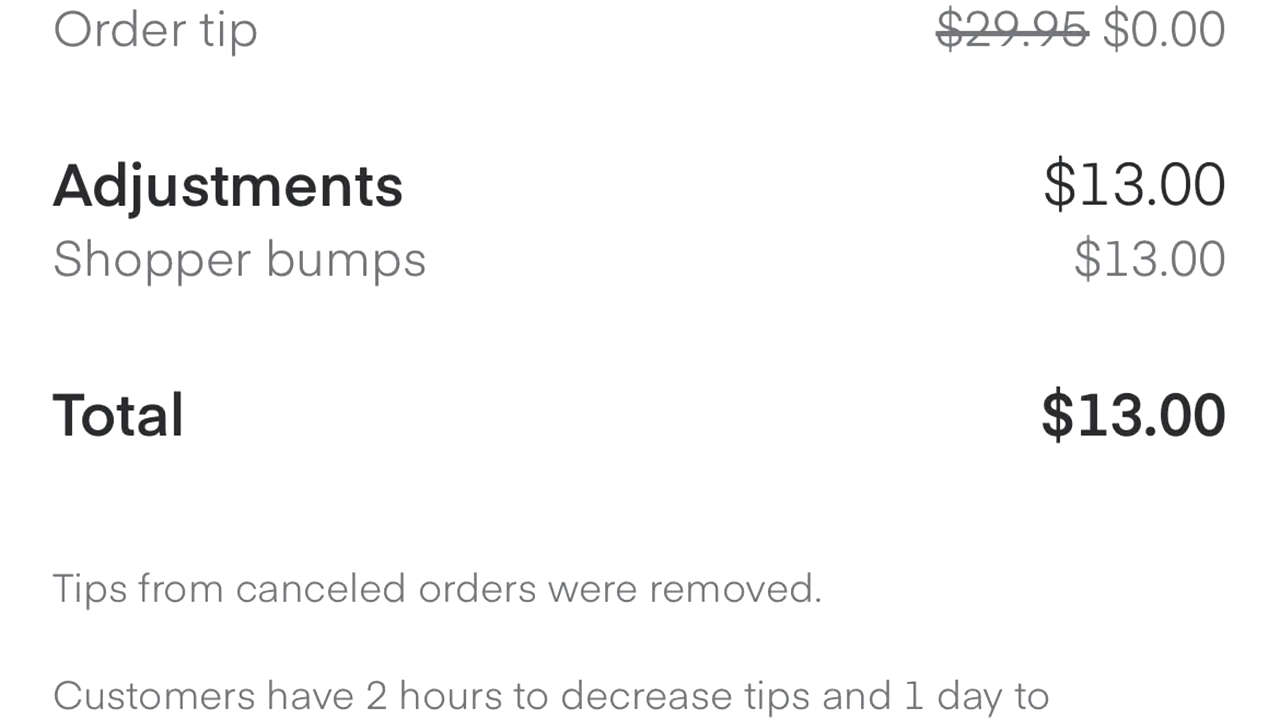 Order tip $29.95 $0.00
Adjustments $13.00
Shopper bumps $13.00
Total $13.00
Tips from canceled orders were removed.
Customers have 2 hours to decrease tips and 1 day to